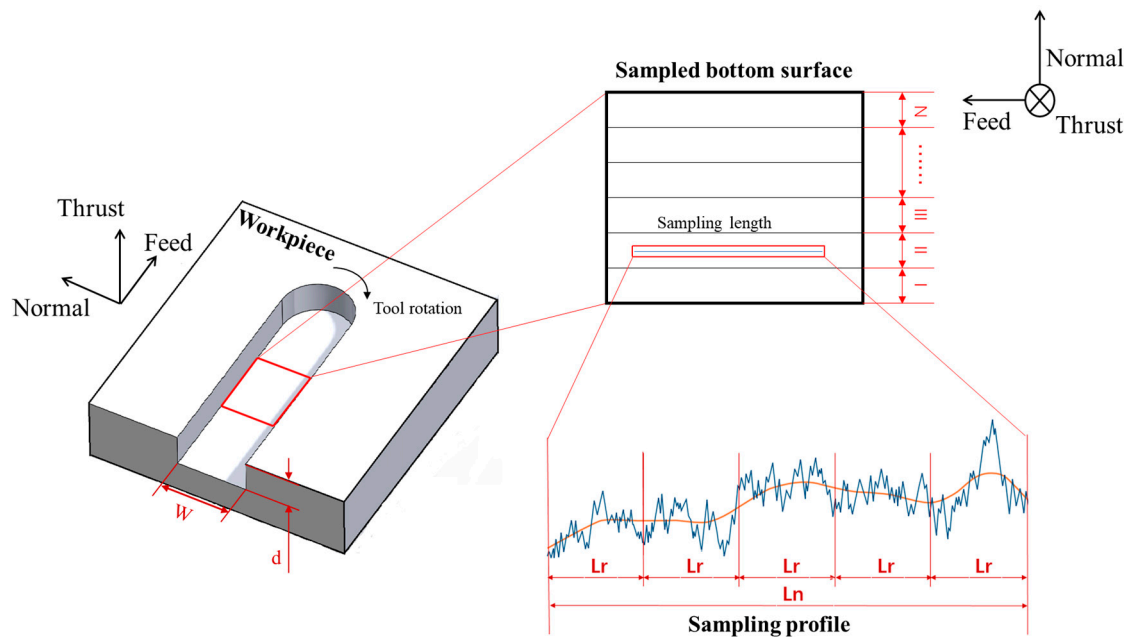 Normal
Sampled bottom surface
Feed
Thrust
N
......
III
II
I
Sampling length
Thrust
Feed
Normal
Workpiece
Tool rotation
W
d
Lr
Lr
Lr
Lr
Lr
Ln
Sampling profile